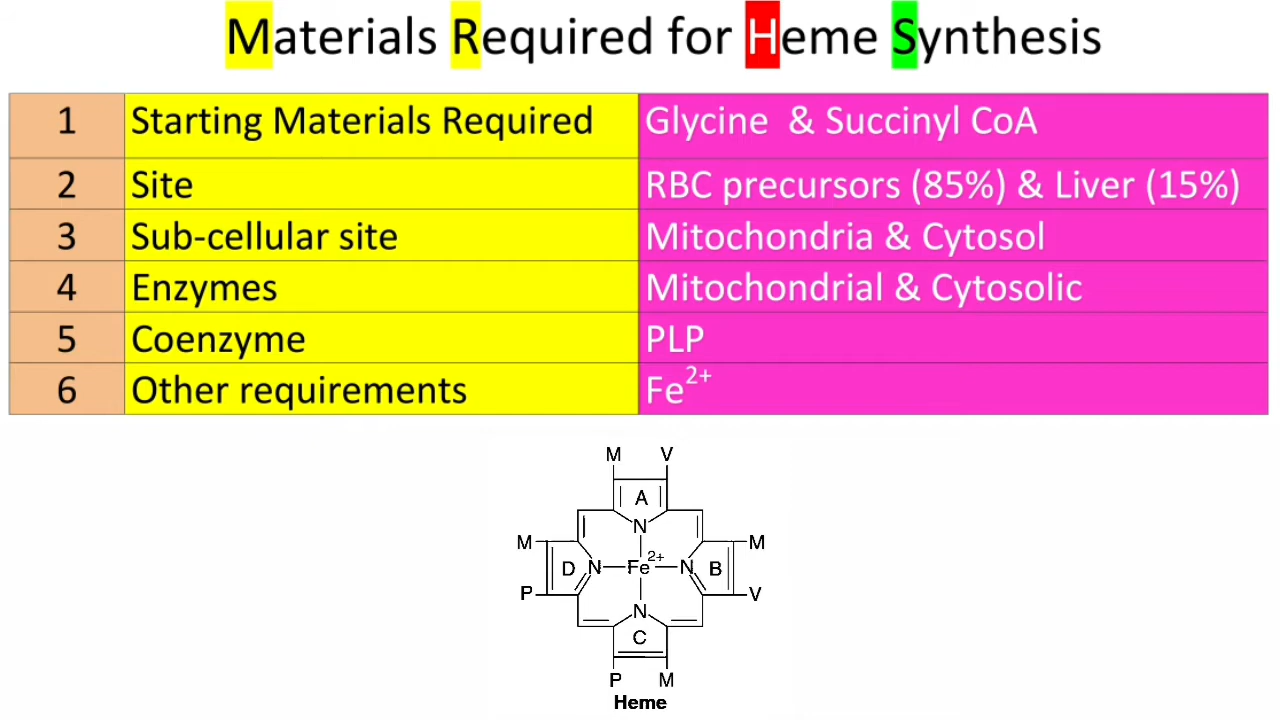 Materials Required for Heme Synthesis
1 Starting Materials Required Glycine & Succinyl CoA
2 Site RBC precursors (85%) & Liver (15%)
3 Sub-cellular site Mitochondria & Cytosol
4 Enzymes Mitochondrial & Cytosolic
5 Coenzyme PLP
6 Other requirements Fe2+
M V
A
N
M M
D N Fe2+ N B
P V
N
C
P M
Heme